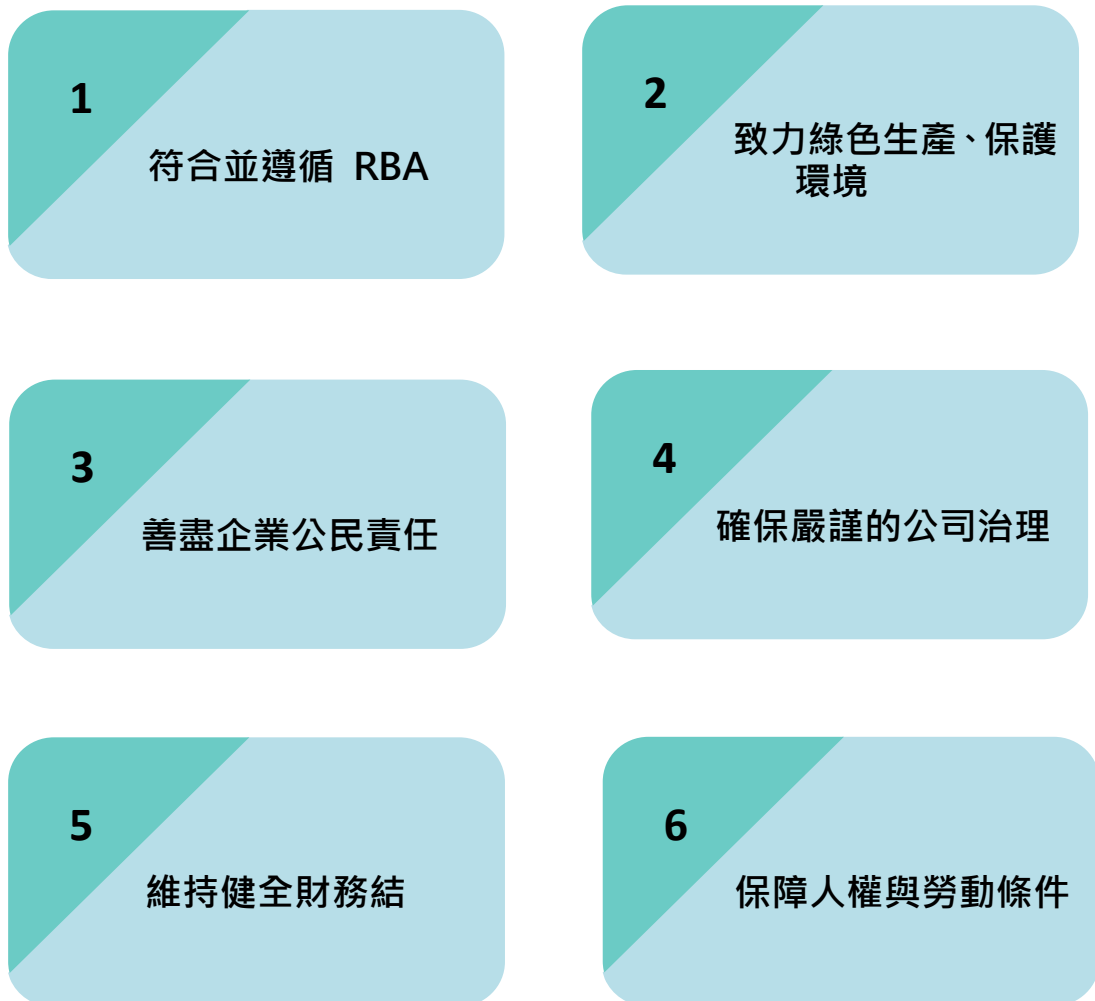 1
符合並遵循 RBA
2
致力綠色生產、保護
環境
3
善盡企業公民責任
4
確保嚴謹的公司治理
5
維持健全財務結
6
保障人權與勞動條件